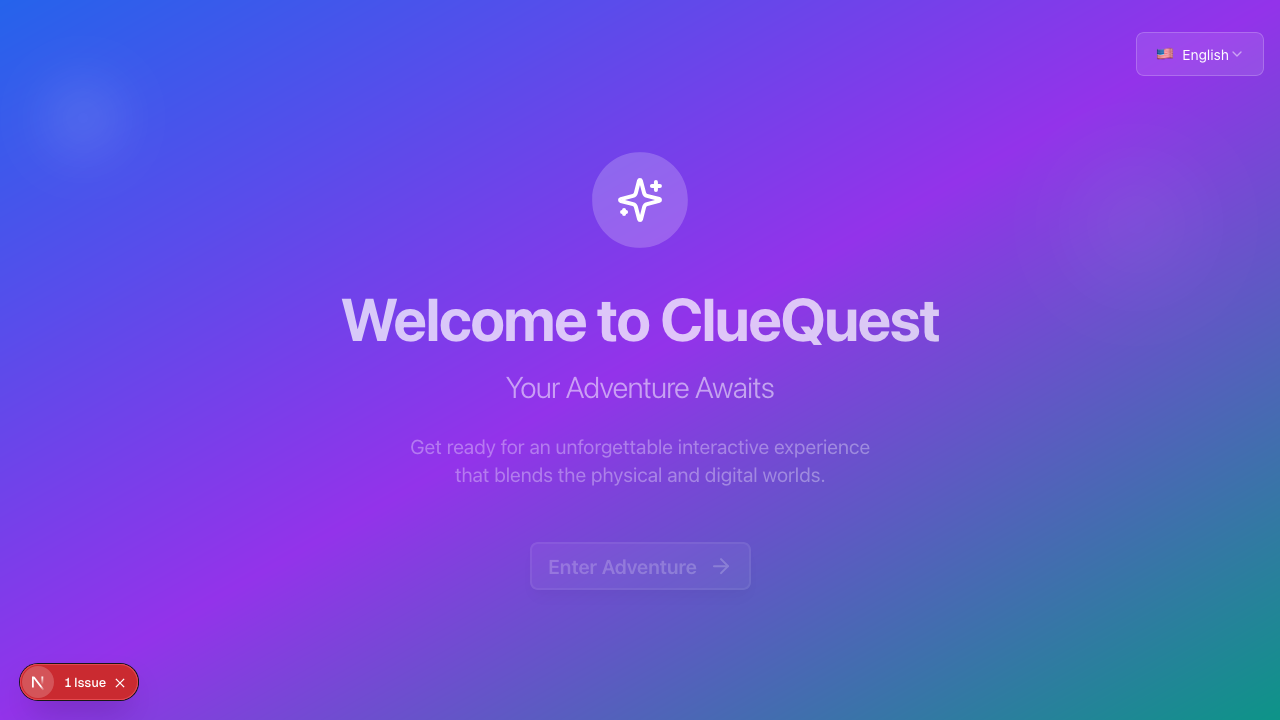 English
Welcome to ClueQuest
Your Adventure Awaits
Get ready for an unforgettable interactive experience
that blends the physical and digital worlds.
Enter Adventure
N 1 Issue